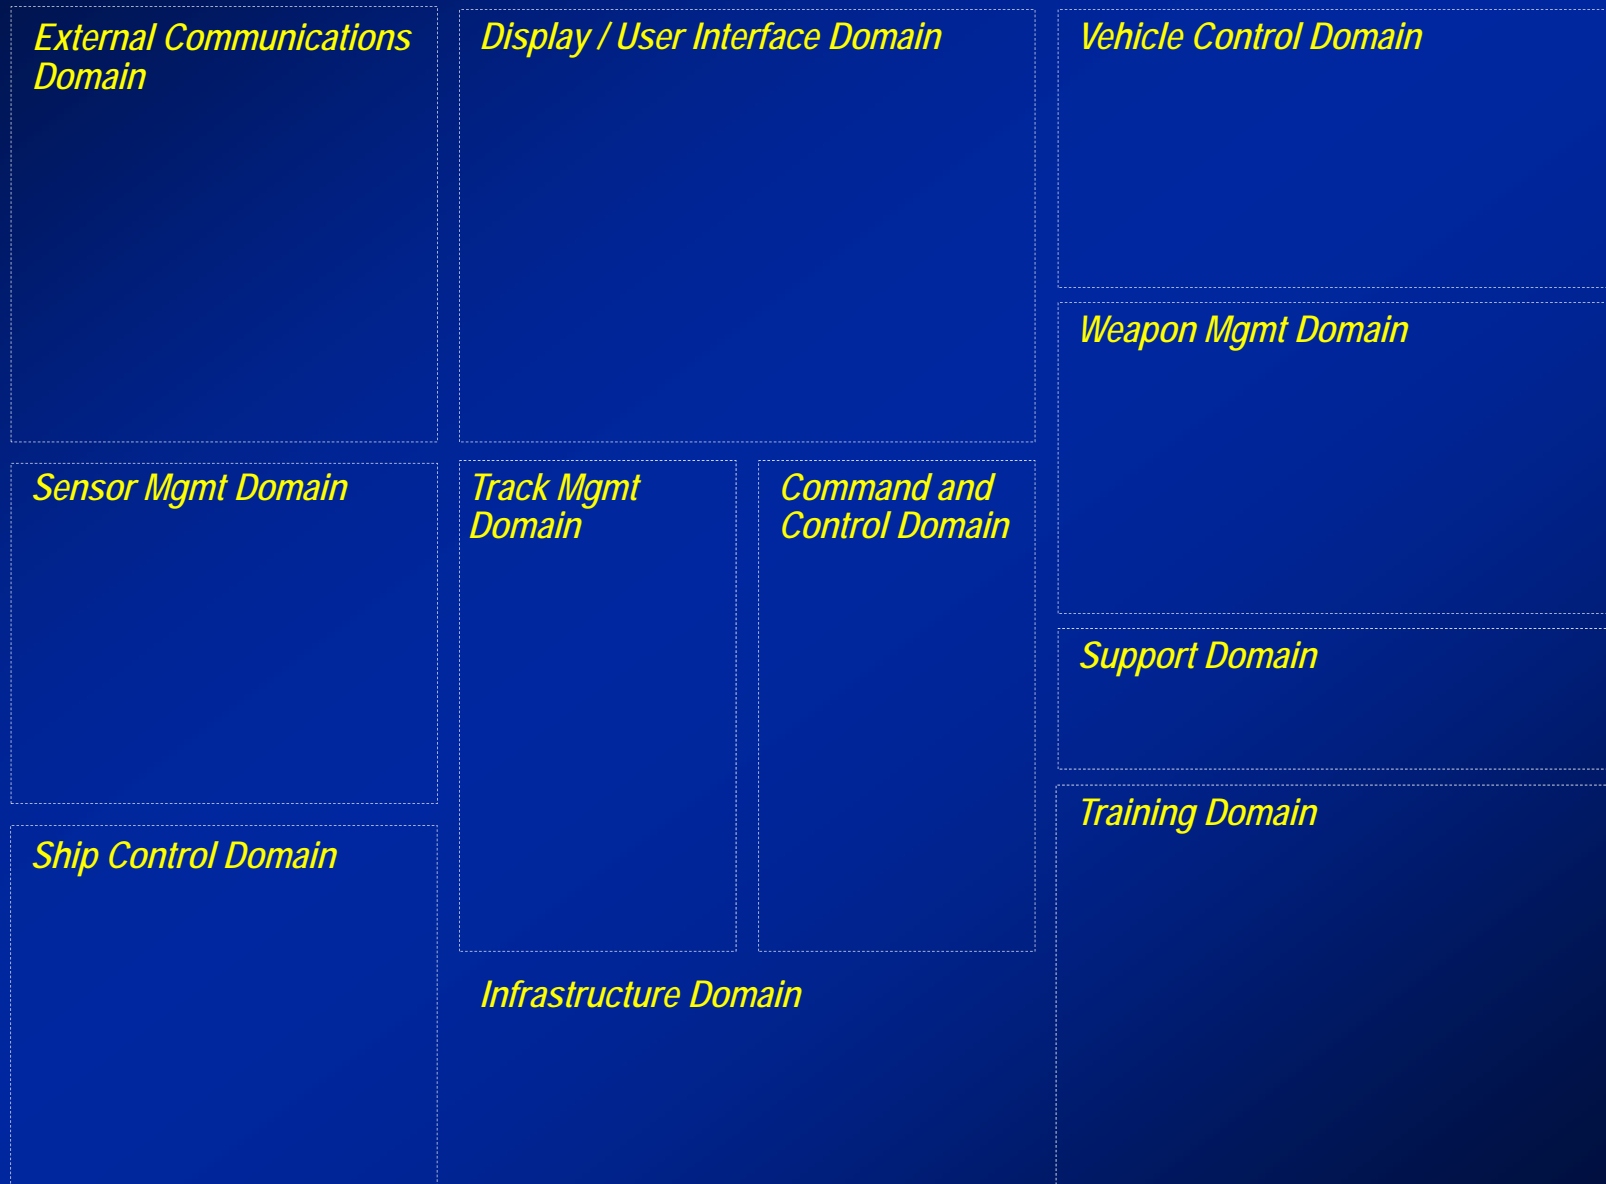 External Communications
Domain
Display / User Interface Domain
Vehicle Control Domain
Weapon Mgmt Domain
Sensor Mgmt Domain
Track Mgmt
Domain
Command and
Control Domain
Support Domain
Training Domain
Ship Control Domain
Infrastructure Domain